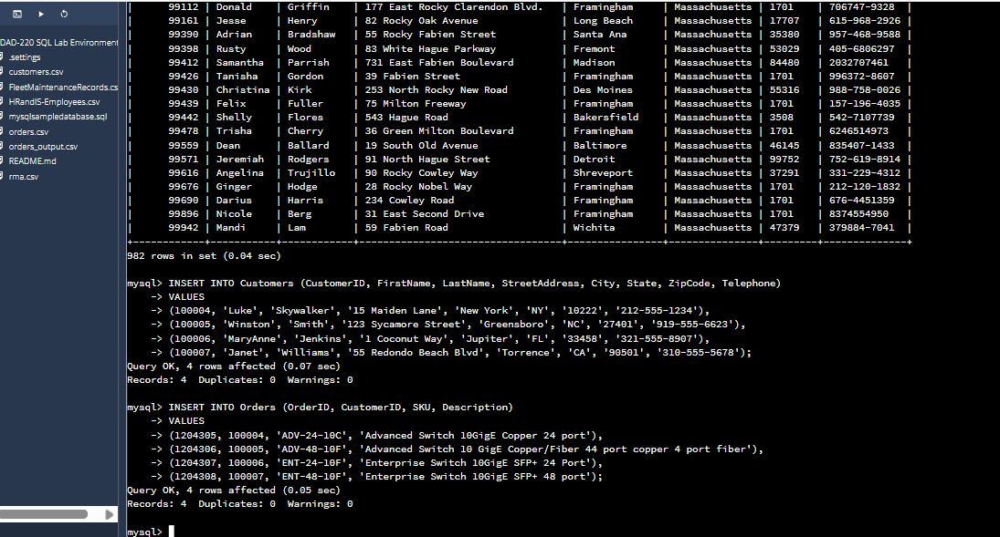 DAD-220 SQL Lab Environment
.settings
customers.csv
FleetMaintenanceRecords.cs
HRandIS-Employees.csv
mysqlsampledatabase.sql
orders.csv
orders_output.csv
README.md
rma.csv
| 99112 | Donald | Griffin | 177 East Rocky Clarendon Blvd. | Framingham | Massachusetts | 1701 | 706747-9328 |
| 99161 | Jesse | Henry | 82 Rocky Oak Avenue | Long Beach | Massachusetts | 17707 | 615-968-2926 |
| 99390 | Adrian | Bradshaw | 55 Rocky Fabien Street | Santa Ana | Massachusetts | 35380 | 957-468-9588 |
| 99398 | Rusty | Wood | 83 White Hague Parkway | Fremont | Massachusetts | 53029 | 405-6806297 |
| 99412 | Samantha | Parrish | 731 East Fabien Boulevard | Madison | Massachusetts | 84480 | 2032707461 |
| 99426 | Tanisha | Gordon | 39 Fabien Street | Framingham | Massachusetts | 1701 | 996372-8607 |
| 99430 | Christina | Kirk | 253 North Rocky New Road | Des Moines | Massachusetts | 55316 | 988-758-0026 |
| 99439 | Felix | Fuller | 75 Milton Freeway | Framingham | Massachusetts | 1701 | 157-196-4035 |
| 99442 | Shelly | Flores | 543 Hague Road | Bakersfield | Massachusetts | 3508 | 542-7107739 |
| 99478 | Trisha | Cherry | 36 Green Milton Boulevard | Framingham | Massachusetts | 1701 | 6246514973 |
| 99559 | Dean | Ballard | 19 South Old Avenue | Baltimore | Massachusetts | 46145 | 835407-1433 |
| 99571 | Jeremiah | Rodgers | 91 North Hague Street | Detroit | Massachusetts | 99752 | 752-619-8914 |
| 99616 | Angelina | Trujillo | 90 Rocky Cowley Way | Shreveport | Massachusetts | 37291 | 331-229-4312 |
| 99676 | Ginger | Hodge | 28 Rocky Nobel Way | Framingham | Massachusetts | 1701 | 212-120-1832 |
| 99690 | Darius | Harris | 234 Cowley Road | Framingham | Massachusetts | 1701 | 676-4451359 |
| 99896 | Nicole | Berg | 31 East Second Drive | Framingham | Massachusetts | 1701 | 8374554950 |
| 99942 | Mandi | Lam | 59 Fabien Road | Wichita | Massachusetts | 47379 | 379884-7041 |
982 rows in set (0.04 sec)
mysql> INSERT INTO Customers (CustomerID, FirstName, LastName, StreetAddress, City, State, ZipCode, Telephone)
-> VALUES
-> (100004, 'Luke', 'Skywalker', '15 Maiden Lane', 'New York', 'NY', '10222', '212-555-1234'),
-> (100005, 'Winston', 'Smith', '123 Sycamore Street', 'Greensboro', 'NC', '27401', '919-555-6623'),
-> (100006, 'MaryAnne', 'Jenkins', '1 Coconut Way', 'Jupiter', 'FL', '33458', '321-555-8907'),
-> (100007, 'Janet', 'Williams', '55 Redondo Beach Blvd', 'Torrence', 'CA', '90501', '310-555-5678');
Query OK, 4 rows affected (0.07 sec)
Records: 4  Duplicates: 0  Warnings: 0
mysql> INSERT INTO Orders (OrderID, CustomerID, SKU, Description)
-> VALUES
-> (1204305, 100004, 'ADV-24-10C', 'Advanced Switch 10GigE Copper 24 port'),
-> (1204306, 100005, 'ADV-48-10F', 'Advanced Switch 10 GigE Copper/Fiber 44 port copper 4 port fiber'),
-> (1204307, 100006, 'ENT-24-10F', 'Enterprise Switch 10GigE SFP+ 24 Port'),
-> (1204308, 100007, 'ENT-48-10F', 'Enterprise Switch 10GigE SFP+ 48 port');
Query OK, 4 rows affected (0.05 sec)
Records: 4  Duplicates: 0  Warnings: 0
mysql>